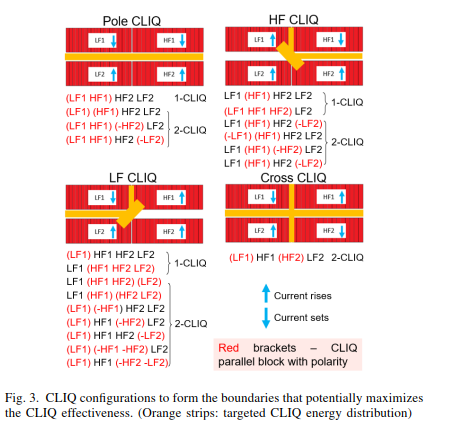 Pole CLIQ
LF1 HF1
LF2 HF2
(LF1 HF1) HF2 LF2 1-CLIQ
(LF1) (HF1) HF2 LF2
(LF1 HF1) (-HF2) LF2 2-CLIQ
(LF1 HF1) HF2 (-LF2)
HF CLIQ
LF1 HF1
LF2 HF2
LF1 (HF1) HF2 LF2
(LF1 HF1 HF2) LF2 1-CLIQ
LF1 (HF1) HF2 (-LF2)
(-LF1) (HF1) HF2 LF2
LF1 (HF1) (-HF2) LF2 2-CLIQ
LF1 (HF1) HF2 (-LF2)
LF CLIQ
LF1 HF1
LF2 HF2
(LF1) HF1 HF2 LF2
LF1 (HF1 HF2 LF2) 1-CLIQ
LF1 (HF1 HF2) (LF2)
LF1 (HF1) (HF2 LF2)
(LF1) (-HF1) HF2 LF2
(LF1) HF1 (-HF2) LF2 2-CLIQ
(LF1) HF1 HF2 (-LF2)
(LF1) (-HF1 -HF2) LF2
(LF1) HF1 (-HF2 -LF2)
Cross CLIQ
LF1 HF1
LF2 HF2
(LF1) HF1 (HF2) LF2 2-CLIQ
Current rises
Current sets
Red brackets – CLIQ
parallel block with polarity
Fig. 3. CLIQ configurations to form the boundaries that potentially maximizes
the CLIQ effectiveness. (Orange strips: targeted CLIQ energy distribution)